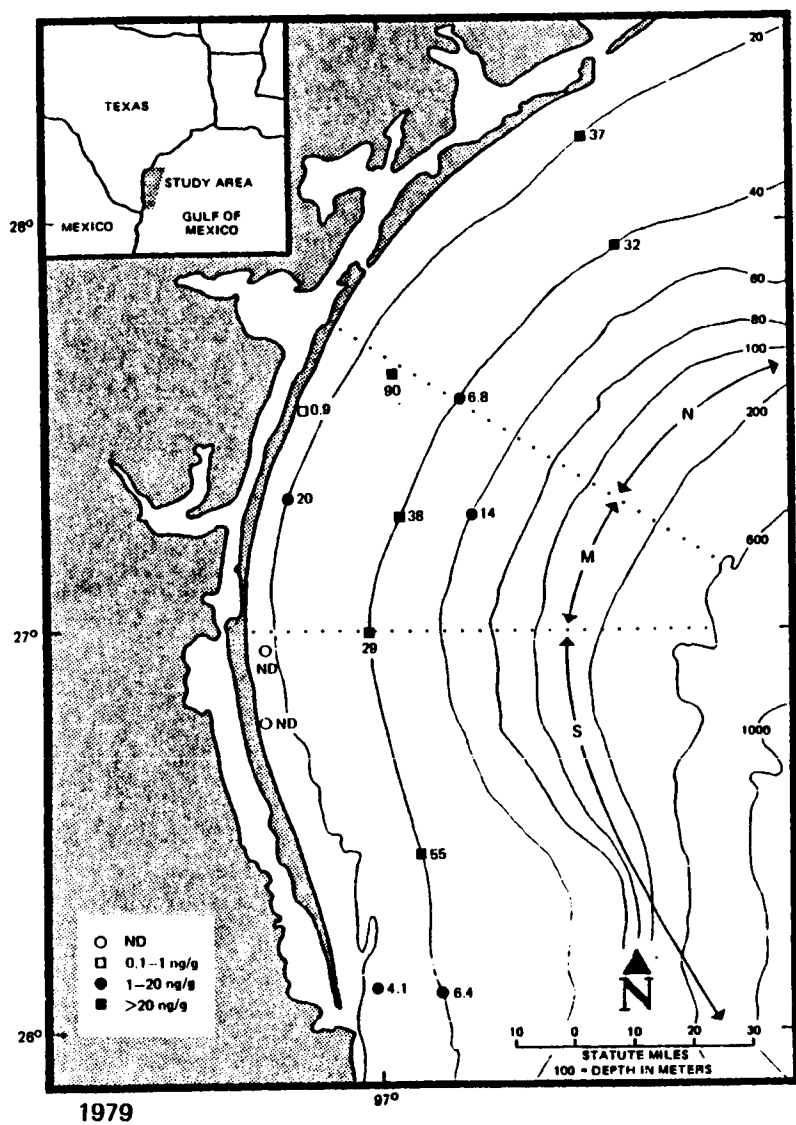 TEXAS
STUDY AREA
GULF OF
MEXICO
MEXICO
28°
27°
26°
97°
20
40
60
80
100
200
600
1000
37
32
90
6.8
0.9
20
38
14
29
ND
ND
55
4.1
6.4
N
M
S
ND
0.1–1 ng/g
1–20 ng/g
>20 ng/g
N
10 0 10 20 30
STATUTE MILES
100 = DEPTH IN METERS
1979